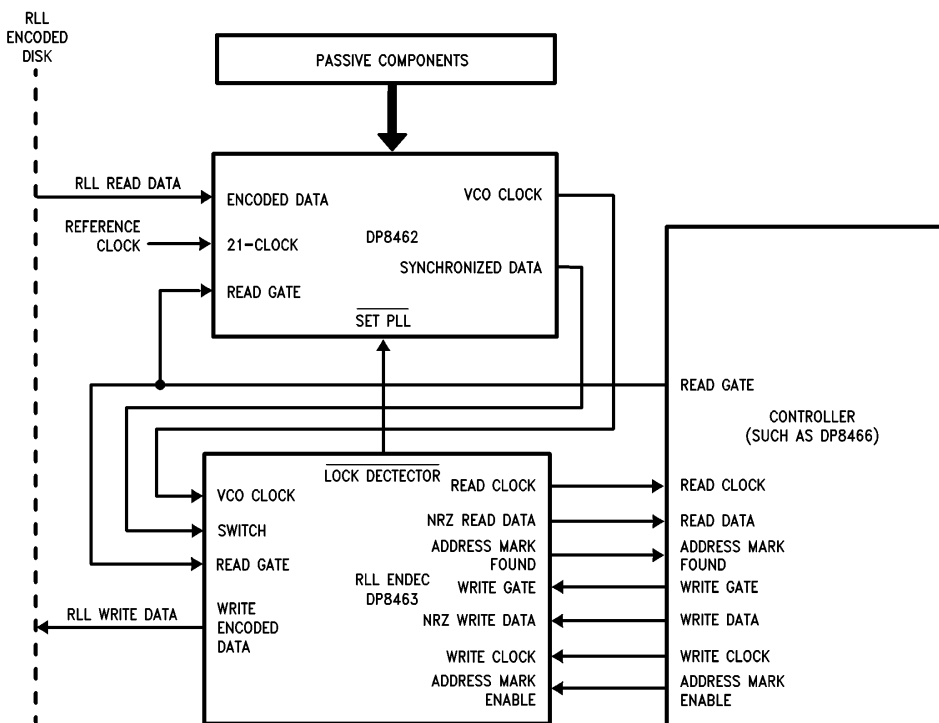 RLL
ENCODED
DISK
PASSIVE COMPONENTS
RLL READ DATA
REFERENCE
CLOCK
ENCODED DATA
21-CLOCK
READ GATE
DP8462
VCO CLOCK
SYNCHRONIZED DATA
SET PLL
READ GATE
CONTROLLER
(SUCH AS DP8466)
LOCK DECTECTOR
VCO CLOCK
SWITCH
READ GATE
WRITE
ENCODED
DATA
RLL WRITE DATA
RLL ENDEC
DP8463
READ CLOCK
NRZ READ DATA
ADDRESS MARK
FOUND
WRITE GATE
NRZ WRITE DATA
WRITE CLOCK
ADDRESS MARK
ENABLE
READ CLOCK
READ DATA
ADDRESS MARK
FOUND
WRITE GATE
WRITE DATA
WRITE CLOCK
ADDRESS MARK
ENABLE